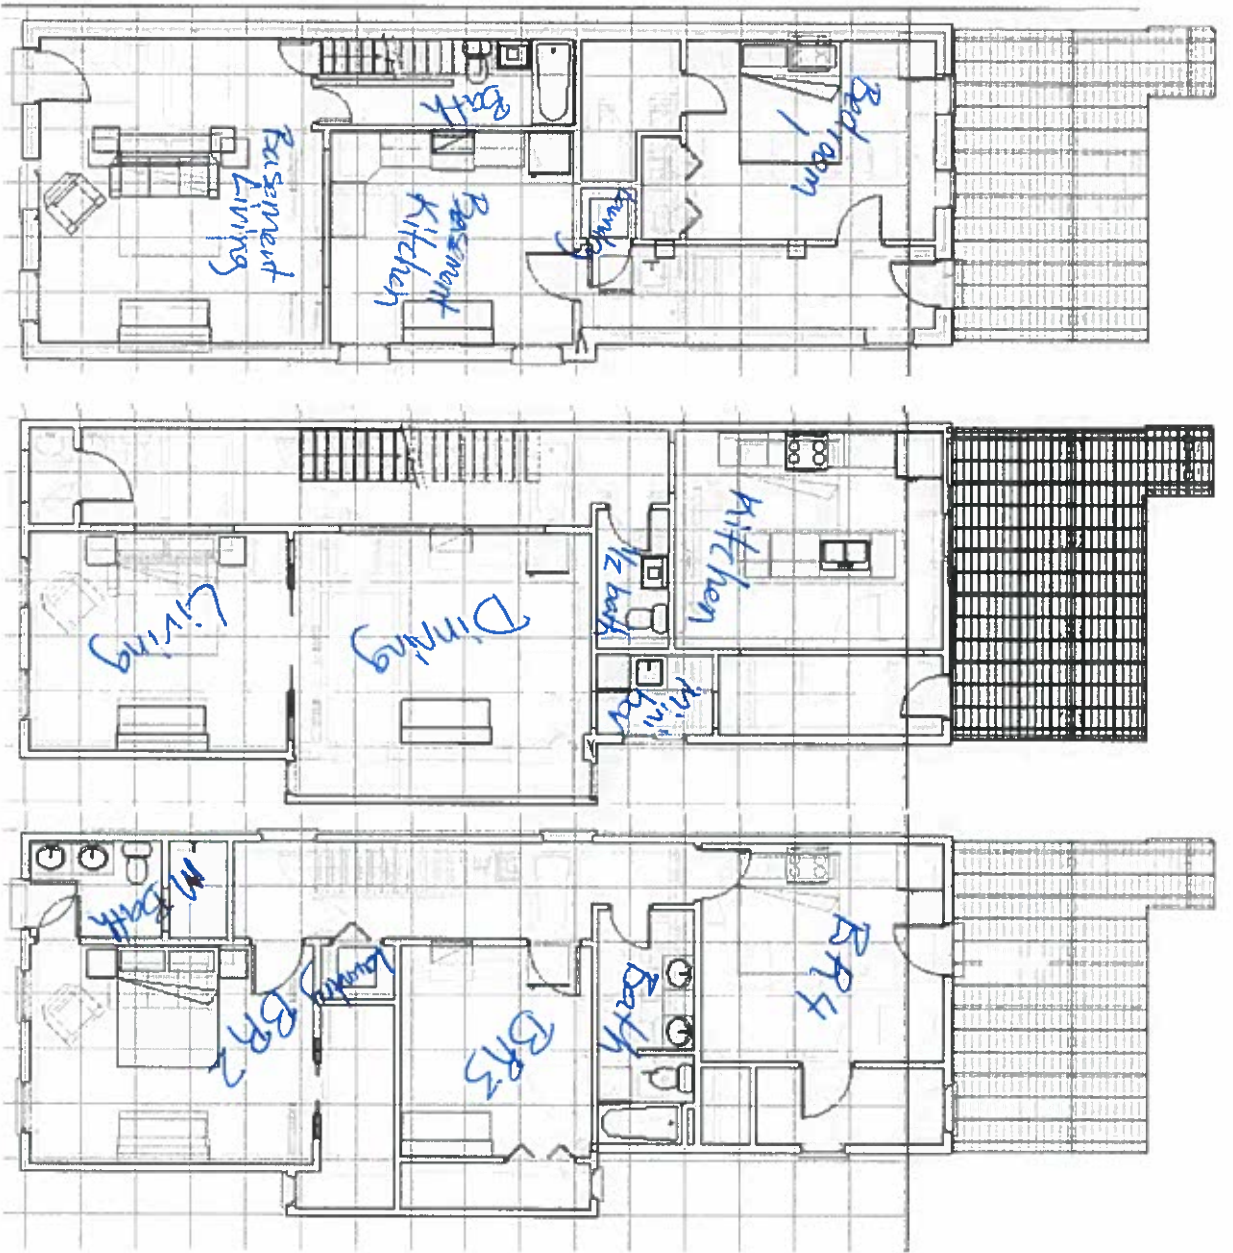 Bath
Bedroom
1
Basement
Living
Basement
Kitchen
Laundry
Kitchen
1/2 bath
Living
Dining
Mini
bar
M
Bath
BR2
Laundry
BR3
Bath
BR4